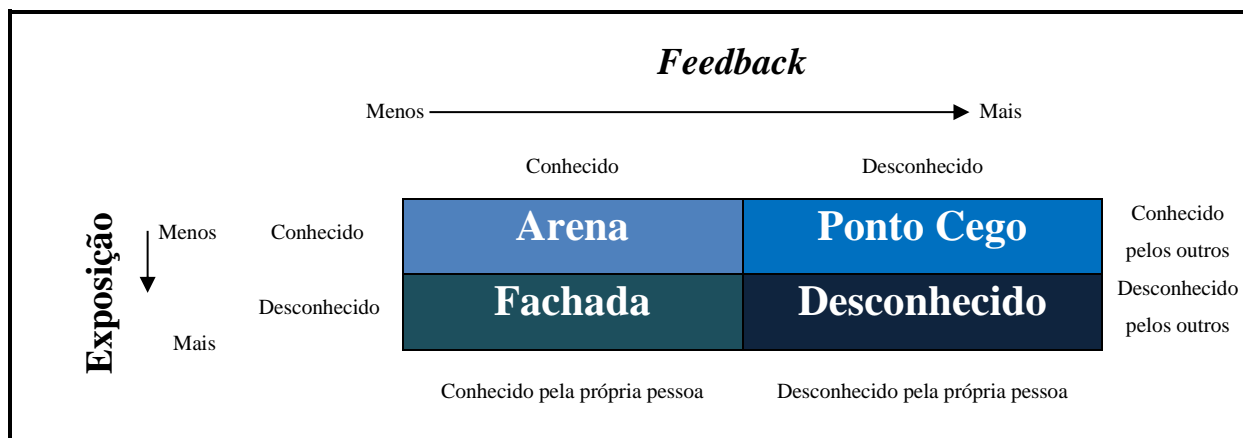 Feedback
Menos Mais
Conhecido Desconhecido
Exposição
Menos Conhecido Arena Ponto Cego Conhecido
pelos outros
Mais Desconhecido Fachada Desconhecido Desconhecido
pelos outros
Conhecido pela própria pessoa Desconhecido pela própria pessoa